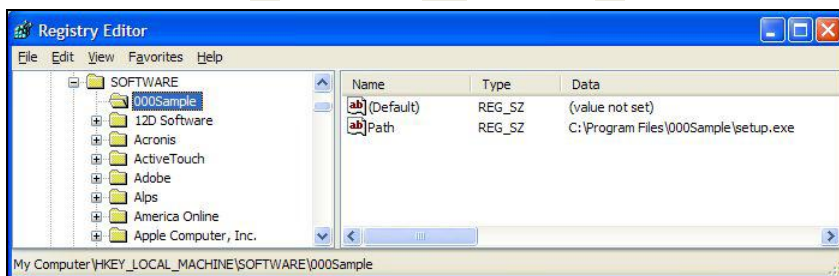 Registry Editor
File Edit View Favorites Help
SOFTWARE
000Sample
12D Software
Acronis
ActiveTouch
Adobe
Alps
America Online
Apple Computer, Inc.
Name Type Data
(Default) REG_SZ (value not set)
Path REG_SZ C:\Program Files\000Sample\setup.exe
My Computer\HKEY_LOCAL_MACHINE\SOFTWARE\000Sample